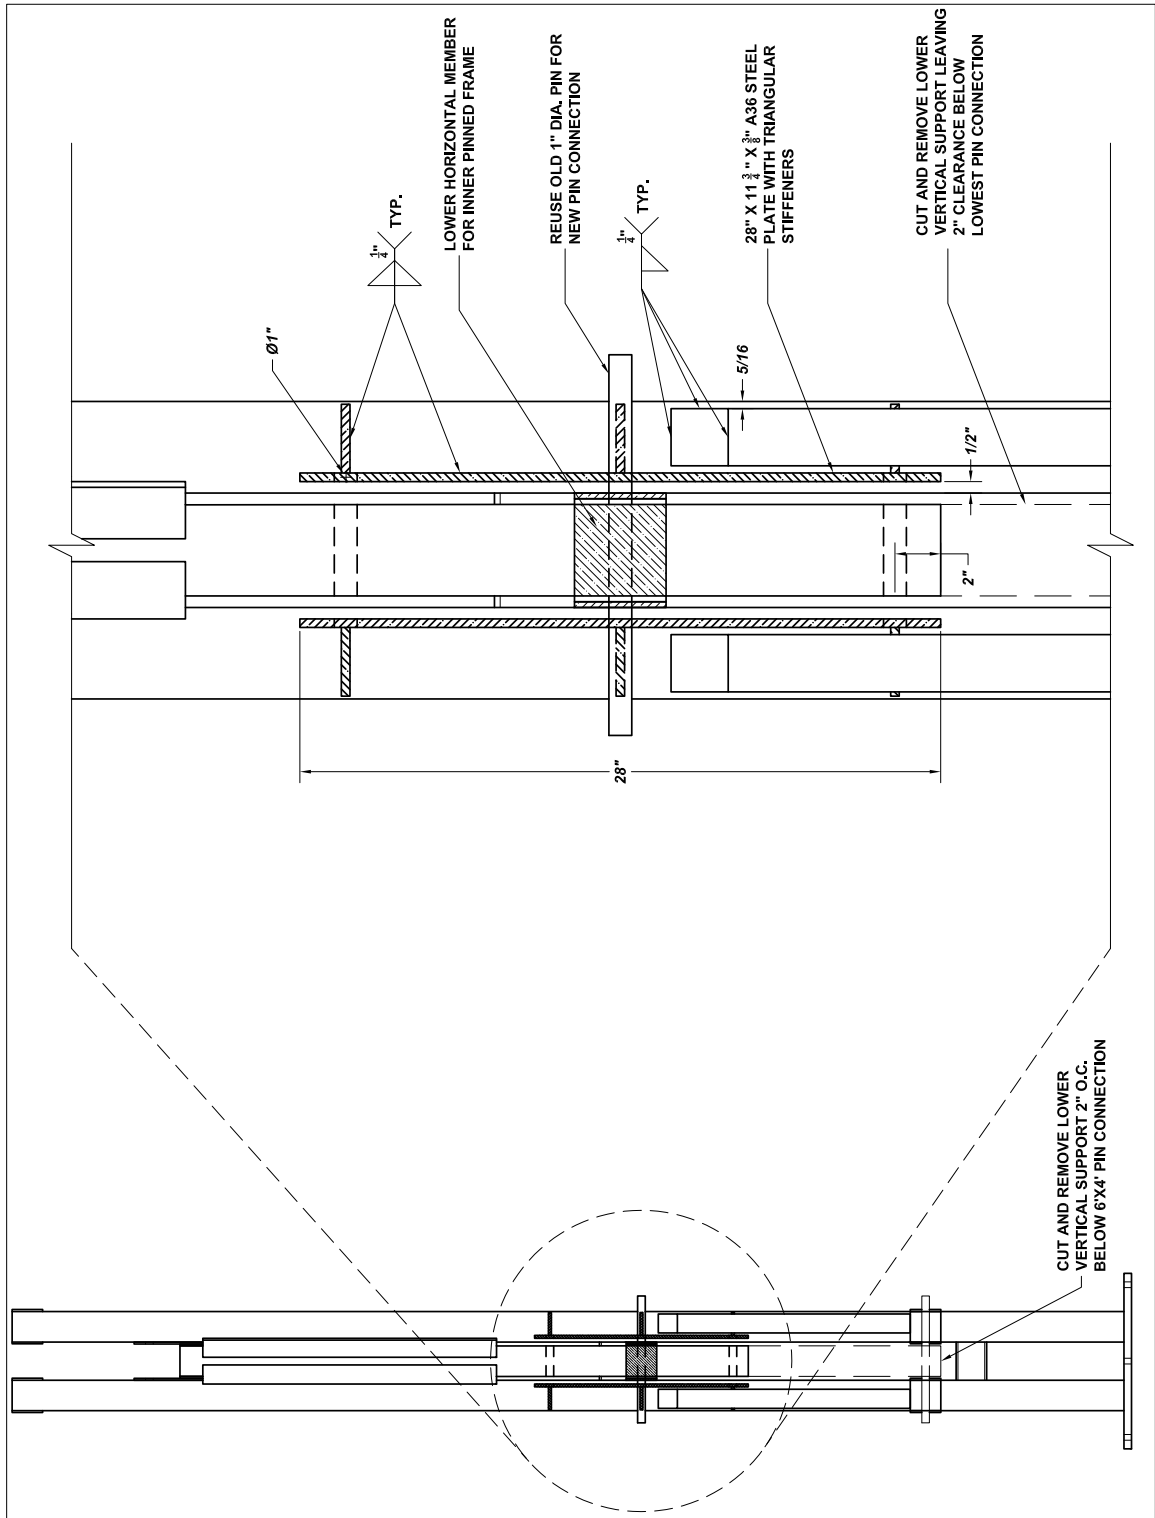 Ø1"
1/4"
TYP.
LOWER HORIZONTAL MEMBER
FOR INNER PINNED FRAME
REUSE OLD 1" DIA. PIN FOR
NEW PIN CONNECTION
1/4"
TYP.
5/16
28" X 11 3/4" X 3/8" A36 STEEL
PLATE WITH TRIANGULAR
STIFFENERS
1/2"
CUT AND REMOVE LOWER
VERTICAL SUPPORT LEAVING
2" CLEARANCE BELOW
LOWEST PIN CONNECTION
2"
28"
CUT AND REMOVE LOWER
VERTICAL SUPPORT 2" O.C.
BELOW 6'X4' PIN CONNECTION